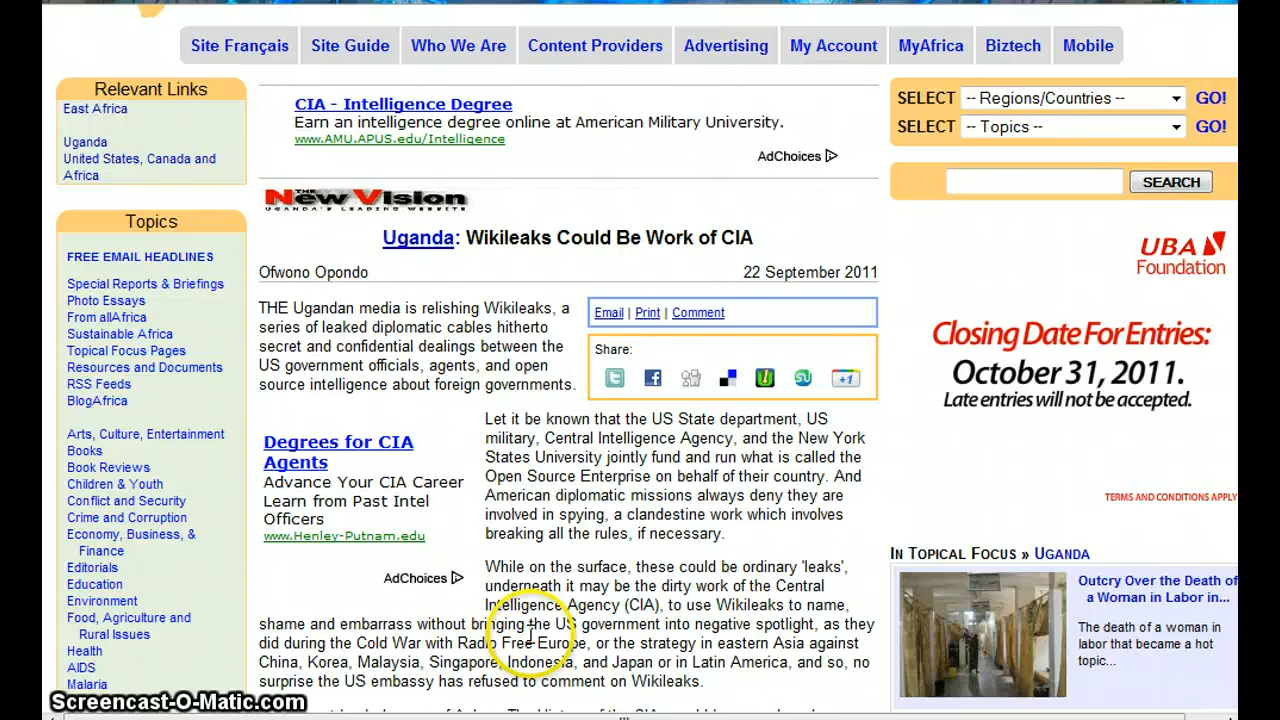 Site Français
Site Guide
Who We Are
Content Providers
Advertising
My Account
MyAfrica
Biztech
Mobile
Relevant Links
East Africa
Uganda
United States, Canada and
Africa
Topics
FREE EMAIL HEADLINES
Special Reports & Briefings
Photo Essays
From allAfrica
Sustainable Africa
Topical Focus Pages
Resources and Documents
RSS Feeds
BlogAfrica
Arts, Culture, Entertainment
Books
Book Reviews
Children & Youth
Conflict and Security
Crime and Corruption
Economy, Business, &
Finance
Editorials
Education
Environment
Food, Agriculture and
Rural Issues
Health
AIDS
Malaria
CIA - Intelligence Degree
Earn an intelligence degree online at American Military University.
www.AMU.APUS.edu/Intelligence
AdChoices
THE
New Vision
UGANDA'S LEADING WEBSITE
Uganda: Wikileaks Could Be Work of CIA
Ofwono Opondo 22 September 2011
THE Ugandan media is relishing Wikileaks, a
series of leaked diplomatic cables hitherto
secret and confidential dealings between the
US government officials, agents, and open
source intelligence about foreign governments.
Email | Print | Comment
Share:
+1
Degrees for CIA
Agents
Advance Your CIA Career
Learn from Past Intel
Officers
www.Henley-Putnam.edu
AdChoices
Let it be known that the US State department, US
military, Central Intelligence Agency, and the New York
States University jointly fund and run what is called the
Open Source Enterprise on behalf of their country. And
American diplomatic missions always deny they are
involved in spying, a clandestine work which involves
breaking all the rules, if necessary.
While on the surface, these could be ordinary 'leaks',
underneath it may be the dirty work of the Central
Intelligence Agency (CIA), to use Wikileaks to name,
shame and embarrass without bringing the US government into negative spotlight, as they
did during the Cold War with Radio Free Europe, or the strategy in eastern Asia against
China, Korea, Malaysia, Singapore, Indonesia, and Japan or in Latin America, and so, no
surprise the US embassy has refused to comment on Wikileaks.
SELECT -- Regions/Countries -- GO!
SELECT -- Topics -- GO!
SEARCH
UBA
Foundation
Closing Date For Entries:
October 31, 2011.
Late entries will not be accepted.
TERMS AND CONDITIONS APPLY
IN TOPICAL FOCUS » UGANDA
Outcry Over the Death of
a Woman in Labor in...
The death of a woman in
labor that became a hot
topic...
Screencast-O-Matic.com